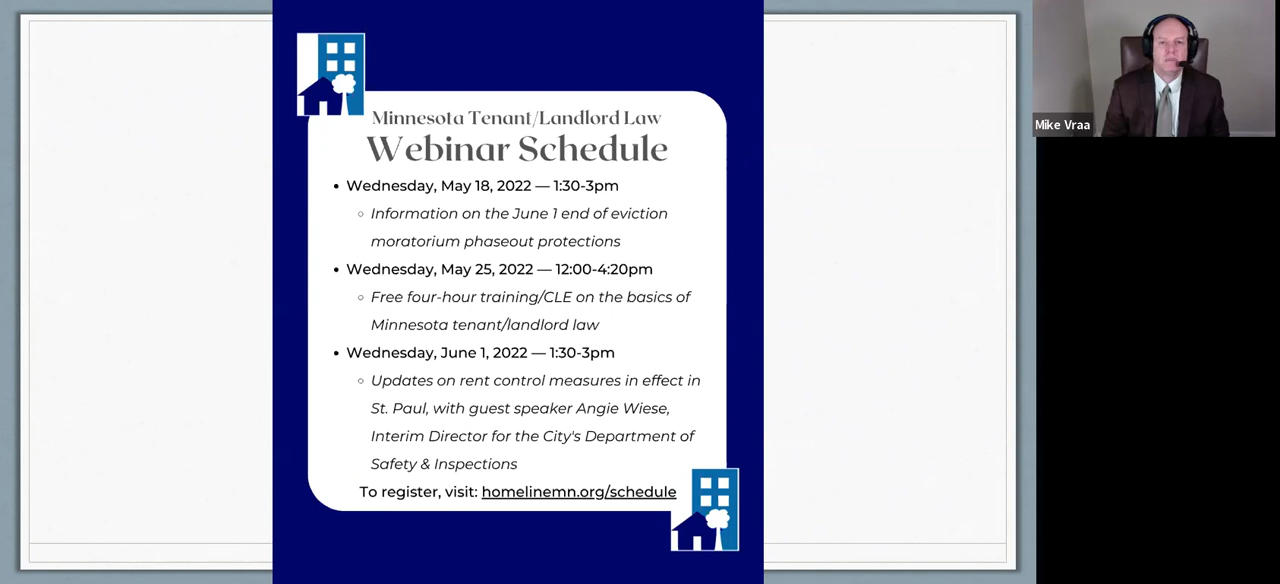 Minnesota Tenant/Landlord Law
Webinar Schedule
• Wednesday, May 18, 2022 — 1:30-3pm
○ Information on the June 1 end of eviction
moratorium phaseout protections
• Wednesday, May 25, 2022 — 12:00-4:20pm
○ Free four-hour training/CLE on the basics of
Minnesota tenant/landlord law
• Wednesday, June 1, 2022 — 1:30-3pm
○ Updates on rent control measures in effect in
St. Paul, with guest speaker Angie Wiese,
Interim Director for the City's Department of
Safety & Inspections
To register, visit: homelinemn.org/schedule
Mike Vraa